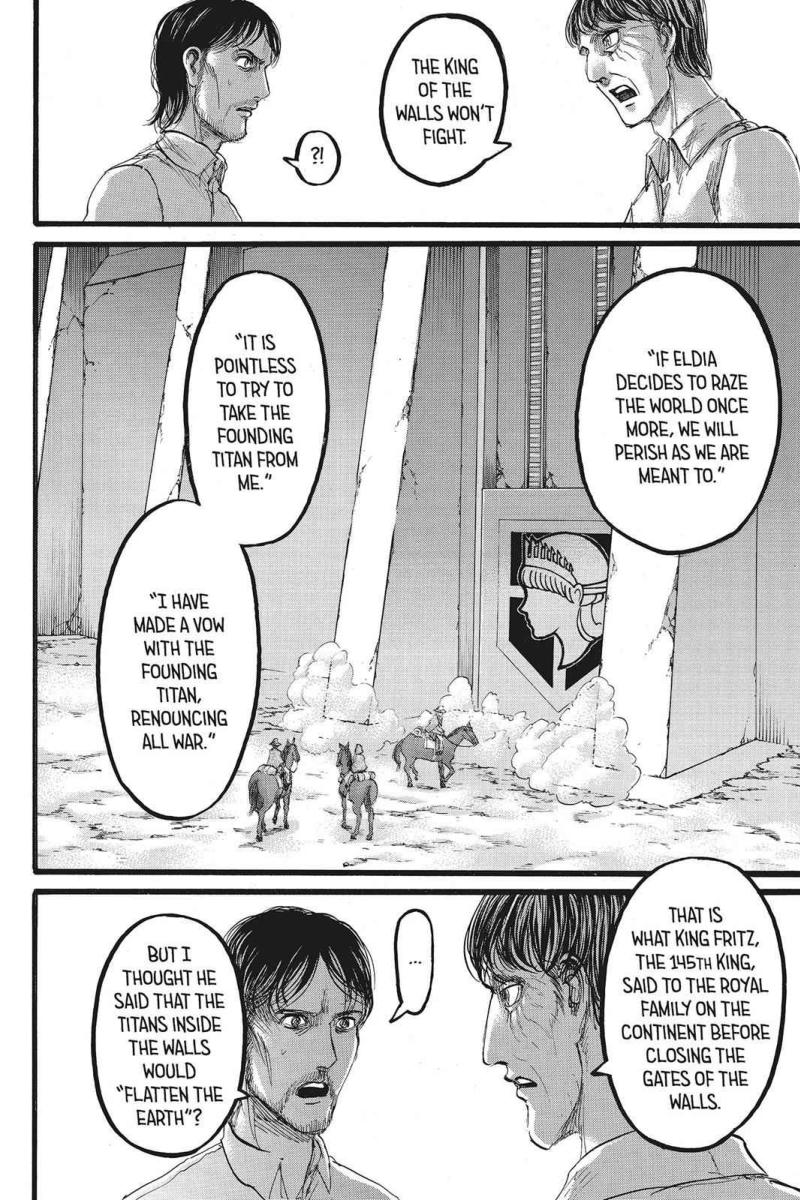 THE KING
OF THE
WALLS WON'T
FIGHT.
?!
"IF ELDIA
DECIDES TO RAZE
THE WORLD ONCE
MORE, WE WILL
PERISH AS WE ARE
MEANT TO."
"IT IS
POINTLESS
TO TRY TO
TAKE THE
FOUNDING
TITAN FROM
ME."
"I HAVE
MADE A VOW
WITH THE
FOUNDING
TITAN,
RENOUNCING
ALL WAR."
THAT IS
WHAT KING FRITZ,
THE 145TH KING,
SAID TO THE ROYAL
FAMILY ON THE
CONTINENT BEFORE
CLOSING THE
GATES OF THE
WALLS.
...
BUT I
THOUGHT HE
SAID THAT THE
TITANS INSIDE
THE WALLS
WOULD
"FLATTEN THE
EARTH"?